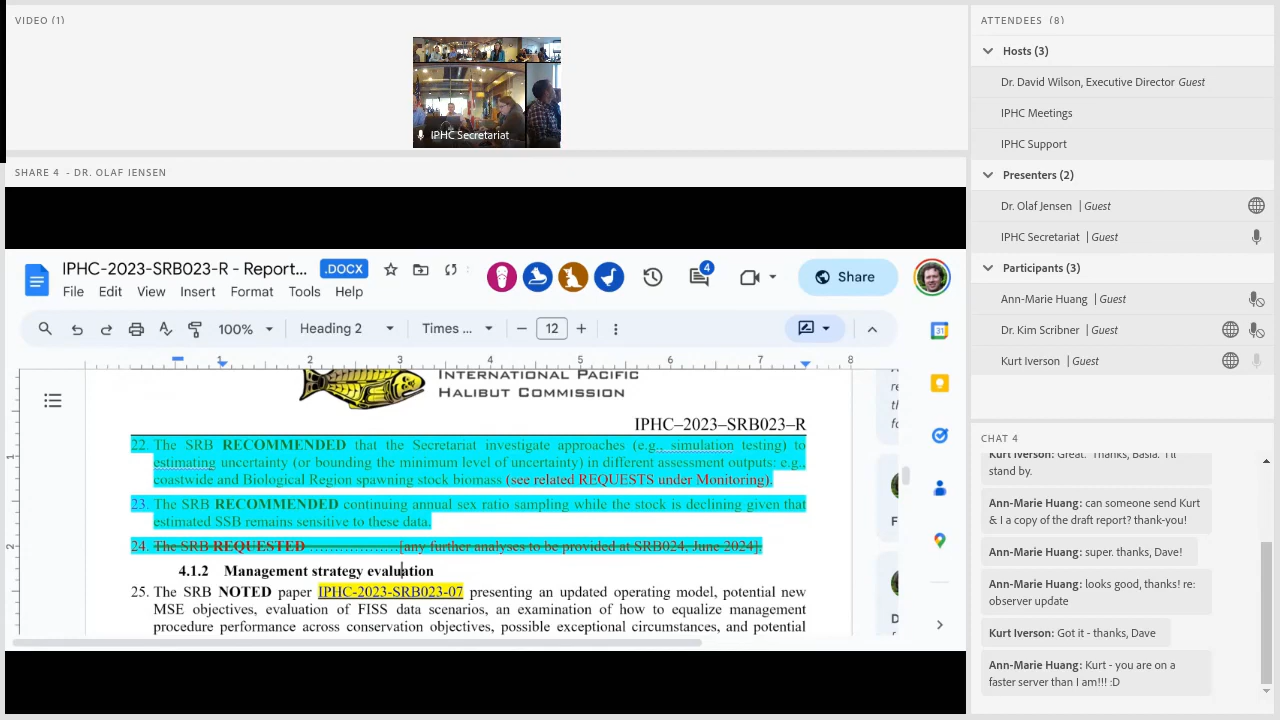 VIDEO (1)
IPHC Secretariat
SHARE 4 - DR. OLAF JENSEN
IPHC-2023-SRB023-R - Report... .DOCX
4
Share
File Edit View Insert Format Tools Help
100% Heading 2 Times ... 12
1 2 3 4 5 6 7 8
INTERNATIONAL PACIFIC
HALIBUT COMMISSION
IPHC–2023–SRB023–R
22. The SRB RECOMMENDED that the Secretariat investigate approaches (e.g., simulation testing) to
estimating uncertainty (or bounding the minimum level of uncertainty) in different assessment outputs: e.g.,
coastwide and Biological Region spawning stock biomass (see related REQUESTS under Monitoring).
23. The SRB RECOMMENDED continuing annual sex ratio sampling while the stock is declining given that
estimated SSB remains sensitive to these data.
24. The SRB REQUESTED ..................[any further analyses to be provided at SRB024, June 2024].
4.1.2 Management strategy evaluation
25. The SRB NOTED paper IPHC-2023-SRB023-07 presenting an updated operating model, potential new
MSE objectives, evaluation of FISS data scenarios, an examination of how to equalize management
procedure performance across conservation objectives, possible exceptional circumstances, and potential
1
2
31
ATTENDEES (8)
Hosts (3)
Dr. David Wilson, Executive Director Guest
IPHC Meetings
IPHC Support
Presenters (2)
Dr. Olaf Jensen | Guest
IPHC Secretariat | Guest
Participants (3)
Ann-Marie Huang | Guest
Dr. Kim Scribner | Guest
Kurt Iverson | Guest
CHAT 4
Kurt Iverson: Great. Thanks, Basia. I'll
stand by.
Ann-Marie Huang: can someone send Kurt
& I a copy of the draft report? thank-you!
Ann-Marie Huang: super. thanks, Dave!
Ann-Marie Huang: looks good, thanks! re:
observer update
Kurt Iverson: Got it - thanks, Dave
Ann-Marie Huang: Kurt - you are on a
faster server than I am!!! :D